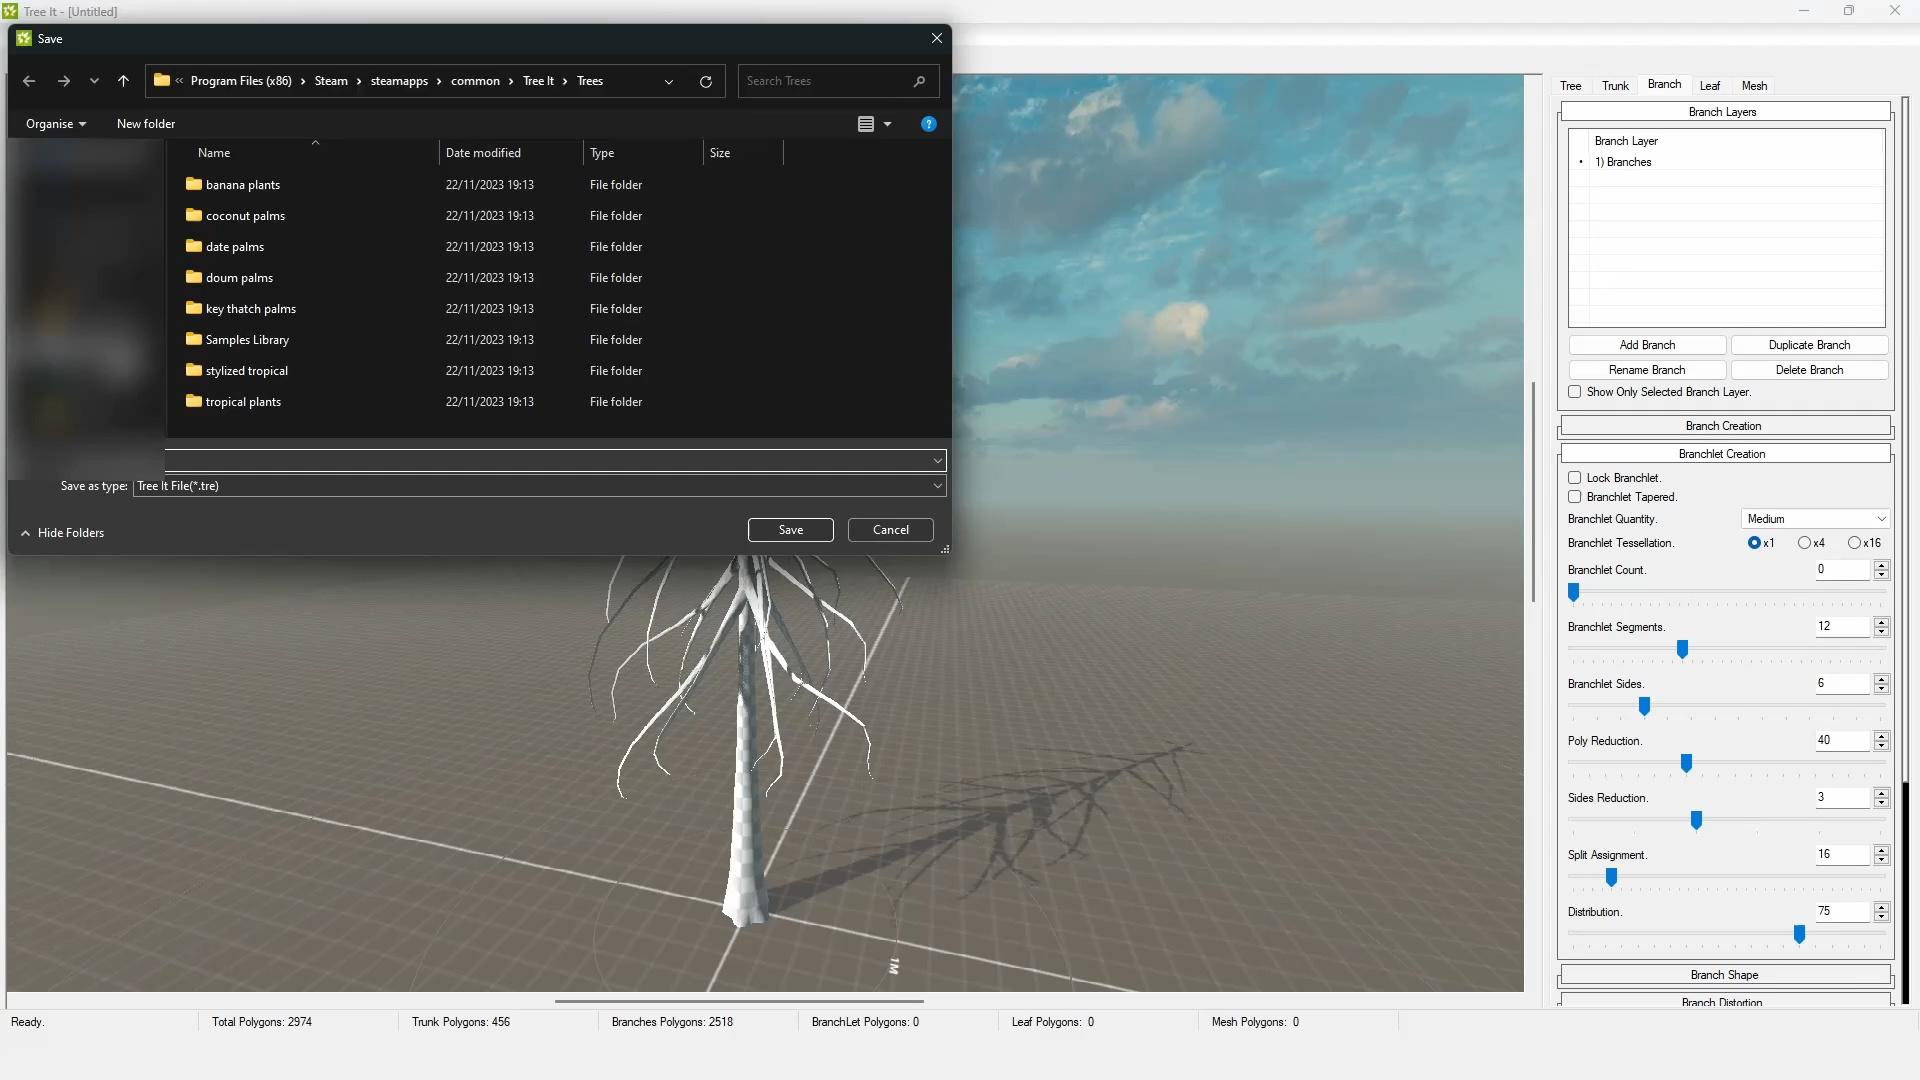 Tree It - [Untitled]
Save
« Program Files (x86) › Steam › steamapps › common › Tree It › Trees
Search Trees
Organise
New folder
?
Name Date modified Type Size
banana plants 22/11/2023 19:13 File folder
coconut palms 22/11/2023 19:13 File folder
date palms 22/11/2023 19:13 File folder
doum palms 22/11/2023 19:13 File folder
key thatch palms 22/11/2023 19:13 File folder
Samples Library 22/11/2023 19:13 File folder
stylized tropical 22/11/2023 19:13 File folder
tropical plants 22/11/2023 19:13 File folder
Save as type: Tree It File(*.tre)
Hide Folders
Save
Cancel
1M
Tree Trunk Branch Leaf Mesh
Branch Layers
Branch Layer
• 1) Branches
Add Branch
Duplicate Branch
Rename Branch
Delete Branch
Show Only Selected Branch Layer.
Branch Creation
Branchlet Creation
Lock Branchlet.
Branchlet Tapered.
Branchlet Quantity. Medium
Branchlet Tessellation. x1 x4 x16
Branchlet Count. 0
Branchlet Segments. 12
Branchlet Sides. 6
Poly Reduction. 40
Sides Reduction. 3
Split Assignment. 16
Distribution. 75
Branch Shape
Branch Distortion
Ready. Total Polygons: 2974 Trunk Polygons: 456 Branches Polygons: 2518 BranchLet Polygons: 0 Leaf Polygons: 0 Mesh Polygons: 0